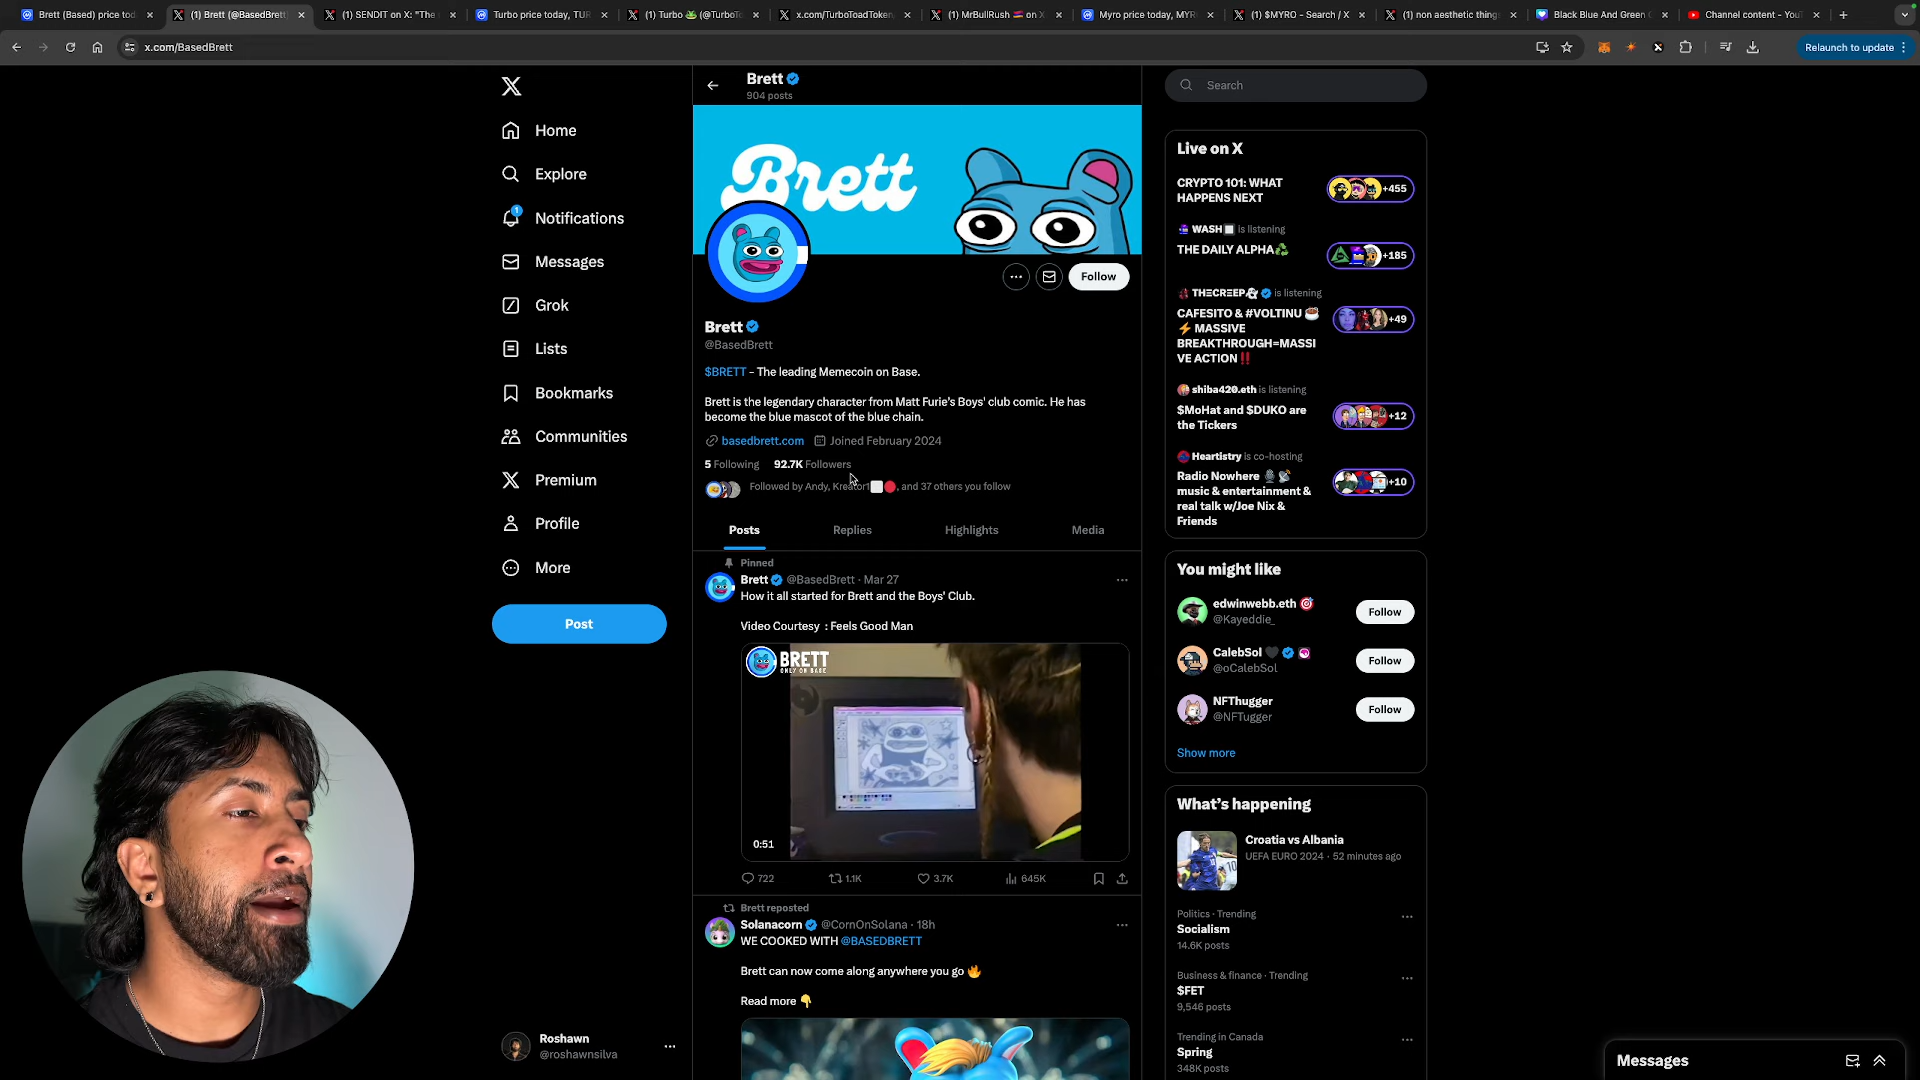 Brett (Based) price tod
(1) Brett (@BasedBrett)
(1) SENDIT on X: "The
Turbo price today, TUR
(1) Turbo 🐸 (@TurboTo
x.com/TurboToadToken
(1) MrBullRush on X
Myro price today, MYR
(1) $MYRO - Search / X
(1) non aesthetic things
Black Blue And Green
Channel content - YouT
x.com/BasedBrett
Relaunch to update
Home
Explore
1
Notifications
Messages
Grok
Lists
Bookmarks
Communities
Premium
Profile
More
Post
Roshawn
@roshawnsilva
Brett
904 posts
Brett
Follow
Brett
@BasedBrett
$BRETT - The leading Memecoin on Base.
Brett is the legendary character from Matt Furie's Boys' club comic. He has
become the blue mascot of the blue chain.
basedbrett.com Joined February 2024
5 Following 92.7K Followers
Followed by Andy, Kreator1, and 37 others you follow
Posts Replies Highlights Media
Pinned
Brett @BasedBrett · Mar 27
How it all started for Brett and the Boys' Club.
Video Courtesy : Feels Good Man
BRETT
ONLY ON BASE
0:51
722 1.1K 3.7K 645K
Brett reposted
Solanacorn @CornOnSolana · 18h
WE COOKED WITH @BASEDBRETT
Brett can now come along anywhere you go 🔥
Read more 👇
Search
Live on X
CRYPTO 101: WHAT
HAPPENS NEXT
+455
WASH is listening
THE DAILY ALPHA♻️
+185
THΞCRΞΞP👻 is listening
CAFESITO & #VOLTINU ☕
⚡ MASSIVE
BREAKTHROUGH=MASSI
VE ACTION‼️
+49
shiba420.eth is listening
$MoHat and $DUKO are
the Tickers
+12
Heartistry is co-hosting
Radio Nowhere 🎙️📡
music & entertainment &
real talk w/Joe Nix &
Friends
+10
You might like
edwinwebb.eth 🎯
@Kayeddie_
Follow
CalebSol
@oCalebSol
Follow
NFThugger
@NFTugger
Follow
Show more
What's happening
Croatia vs Albania
UEFA EURO 2024 · 52 minutes ago
Politics · Trending
Socialism
14.6K posts
Business & finance · Trending
$FET
9,546 posts
Trending in Canada
Spring
348K posts
Messages